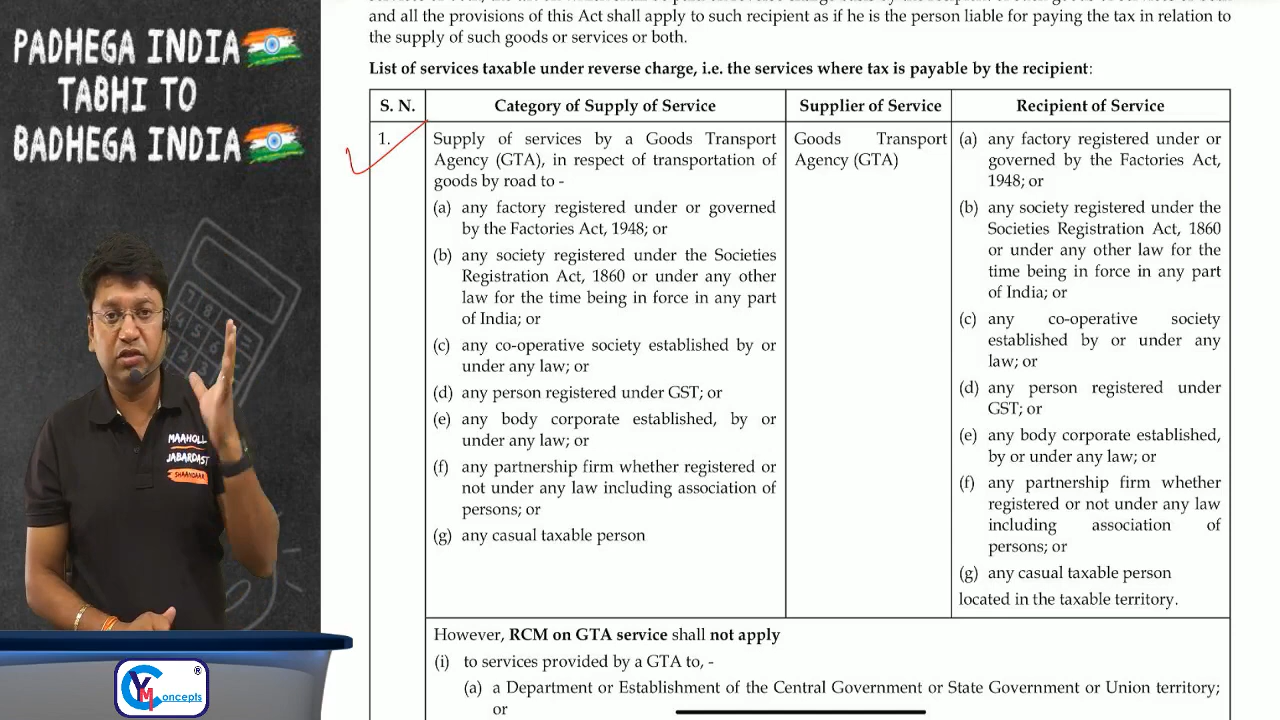 PADHEGA INDIA
TABHI TO
BADHEGA INDIA
and all the provisions of this Act shall apply to such recipient as if he is the person liable for paying the tax in relation to
the supply of such goods or services or both.
List of services taxable under reverse charge, i.e. the services where tax is payable by the recipient:
S. N.
Category of Supply of Service
Supplier of Service
Recipient of Service
1.
Supply of services by a Goods Transport
Agency (GTA), in respect of transportation of
goods by road to -
(a) any factory registered under or governed
by the Factories Act, 1948; or
(b) any society registered under the Societies
Registration Act, 1860 or under any other
law for the time being in force in any part
of India; or
(c) any co-operative society established by or
under any law; or
(d) any person registered under GST; or
(e) any body corporate established, by or
under any law; or
(f) any partnership firm whether registered or
not under any law including association of
persons; or
(g) any casual taxable person
Goods Transport
Agency (GTA)
(a) any factory registered under or
governed by the Factories Act,
1948; or
(b) any society registered under the
Societies Registration Act, 1860
or under any other law for the
time being in force in any part
of India; or
(c) any co-operative society
established by or under any
law; or
(d) any person registered under
GST; or
(e) any body corporate established,
by or under any law; or
(f) any partnership firm whether
registered or not under any law
including association of
persons; or
(g) any casual taxable person
located in the taxable territory.
However, RCM on GTA service shall not apply
(i) to services provided by a GTA to, -
(a) a Department or Establishment of the Central Government or State Government or Union territory;
or
MAAHOLL
JABARDAST
SHAANDAAR
YM Concepts
®